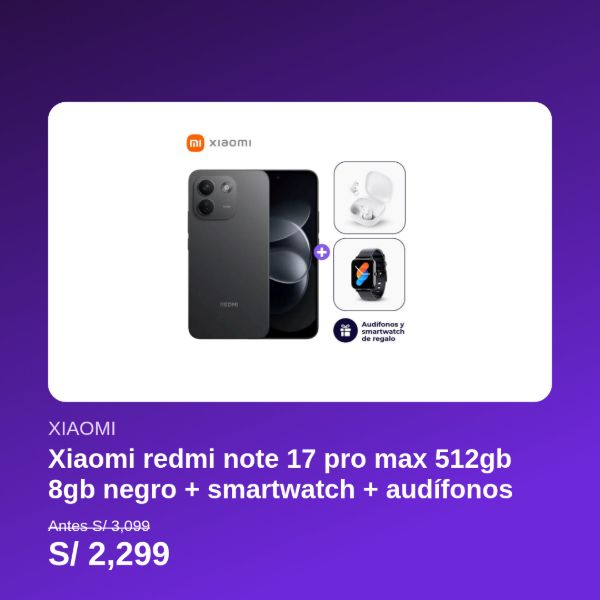 xiaomi
REDMI
Audífonos y
smartwatch
de regalo
XIAOMI
Xiaomi redmi note 17 pro max 512gb
8gb negro + smartwatch + audífonos
Antes S/ 3,099
S/ 2,299